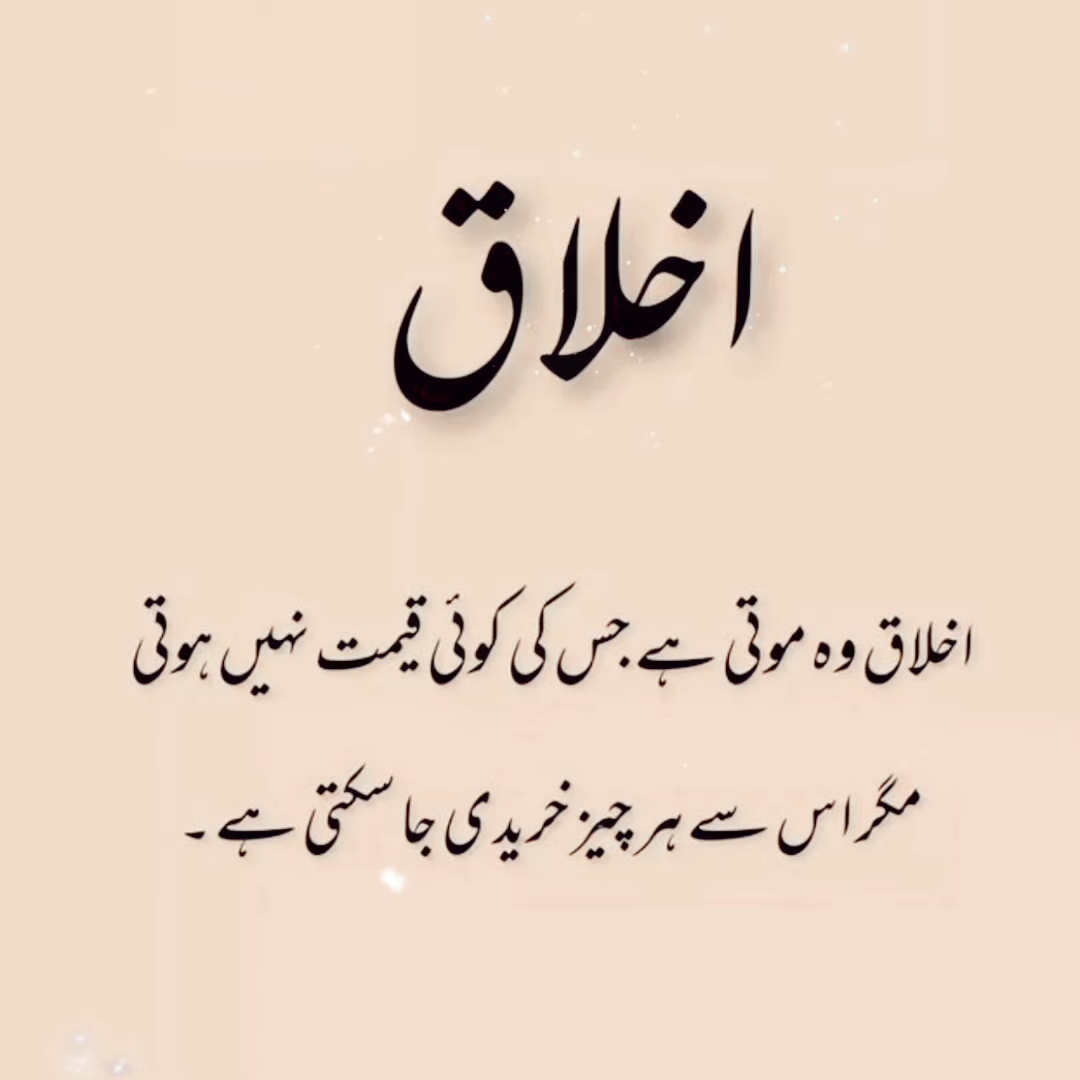 اخلاق
اخلاق وہ موتی ہے جس کی کوئی قیمت نہیں ہوتی
مگر اس سے ہر چیز خریدی جا سکتی ہے ۔